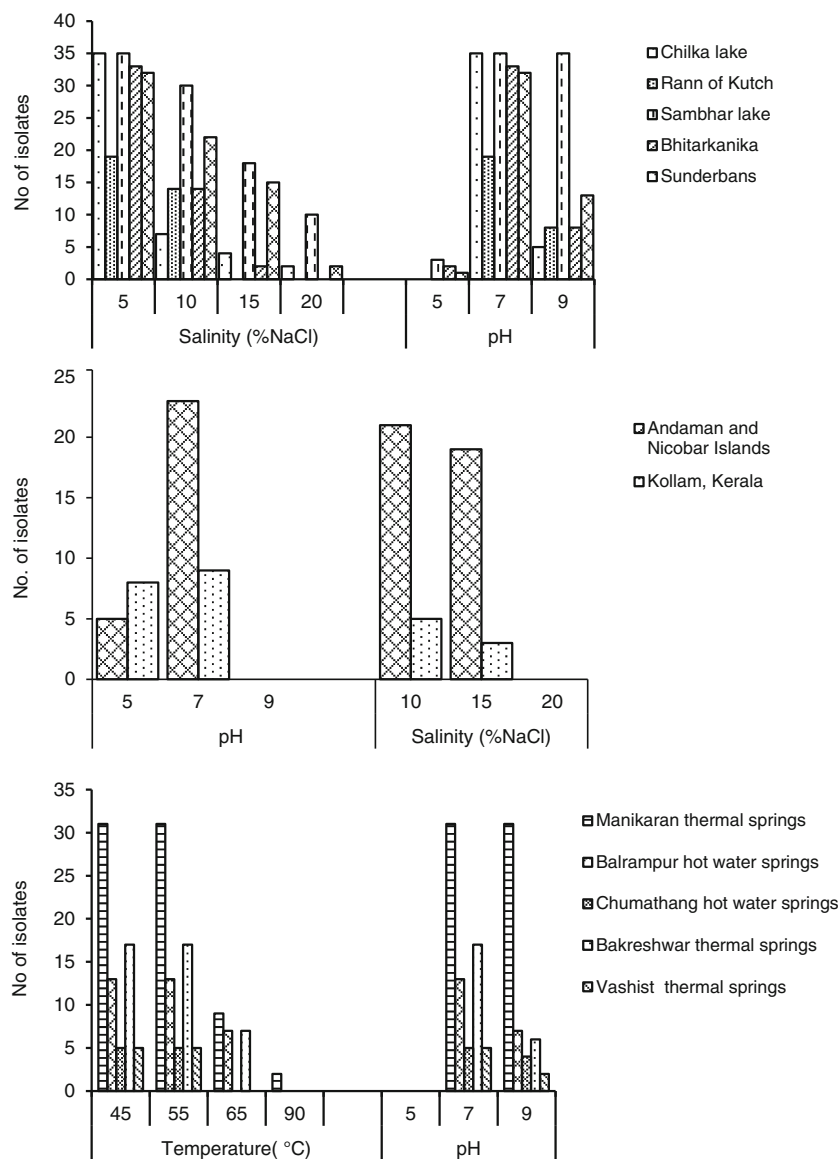 40
35
30
25
20
15
10
5
0
No of isolates
5 10 15 20 5 7 9
Salinity (%NaCl) pH
Chilka lake
Rann of Kutch
Sambhar lake
Bhitarkanika
Sunderbans
25
20
15
10
5
0
No. of isolates
5 7 9 10 15 20
pH Salinity (%NaCl)
Andaman and
Nicobar Islands
Kollam, Kerala
35
30
25
20
15
10
5
0
No of isolates
45 55 65 90 5 7 9
Temperature( °C) pH
Manikaran thermal springs
Balrampur hot water springs
Chumathang hot water springs
Bakreshwar thermal springs
Vashist thermal springs